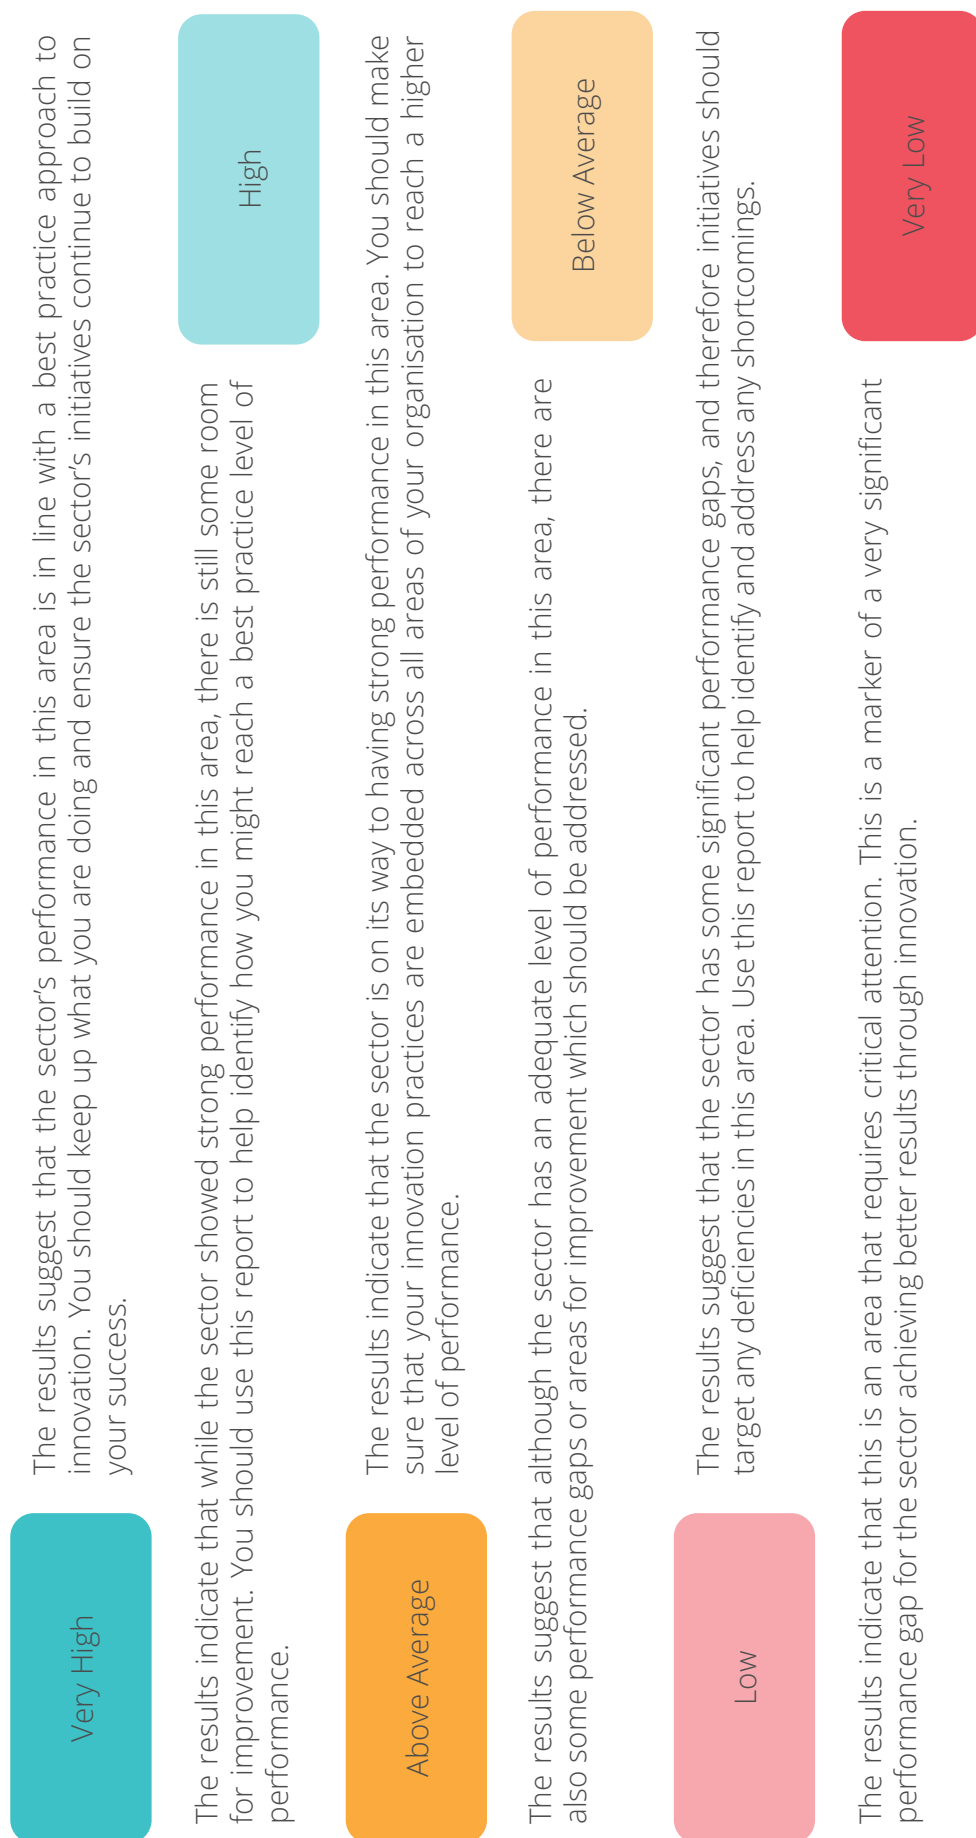 Very High
The results suggest that the sector's performance in this area is in line with a best practice approach to
innovation. You should keep up what you are doing and ensure the sector's initiatives continue to build on
your success.
The results indicate that while the sector showed strong performance in this area, there is still some room
for improvement. You should use this report to help identify how you might reach a best practice level of
performance.
High
Above Average
The results indicate that the sector is on its way to having strong performance in this area. You should make
sure that your innovation practices are embedded across all areas of your organisation to reach a higher
level of performance.
The results suggest that although the sector has an adequate level of performance in this area, there are
also some performance gaps or areas for improvement which should be addressed.
Below Average
Low
The results suggest that the sector has some significant performance gaps, and therefore initiatives should
target any deficiencies in this area. Use this report to help identify and address any shortcomings.
The results indicate that this is an area that requires critical attention. This is a marker of a very significant
performance gap for the sector achieving better results through innovation.
Very Low